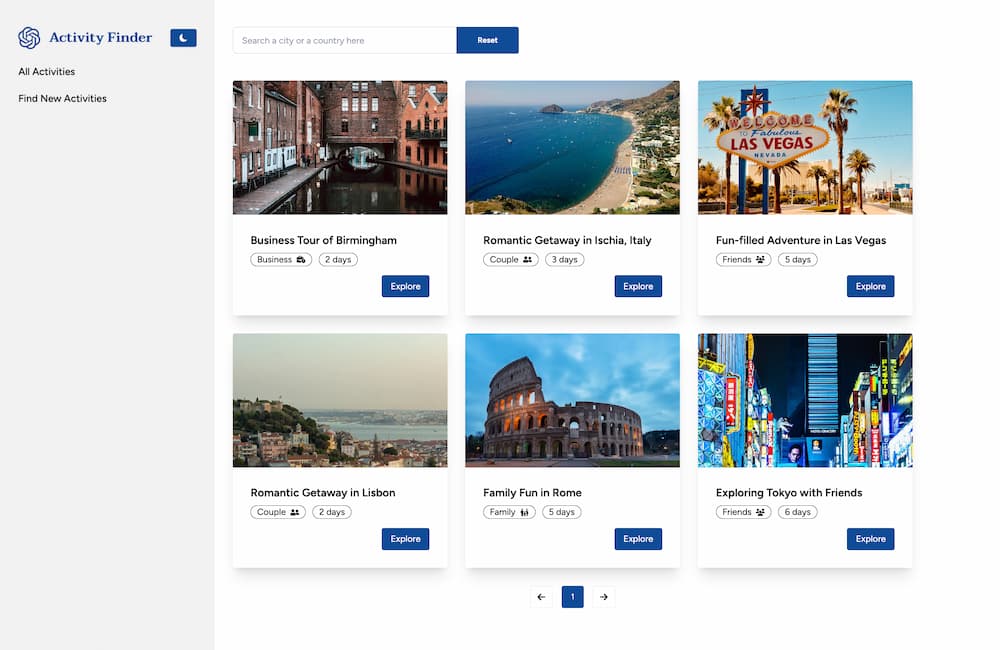 Activity Finder
All Activities
Find New Activities
Search a city or a country here
Reset
WELCOME
TO Fabulous
LAS VEGAS
NEVADA
Business Tour of Birmingham
Business
2 days
Explore
Romantic Getaway in Ischia, Italy
Couple
3 days
Explore
Fun-filled Adventure in Las Vegas
Friends
5 days
Explore
Romantic Getaway in Lisbon
Couple
2 days
Explore
Family Fun in Rome
Family
5 days
Explore
Exploring Tokyo with Friends
Friends
6 days
Explore
1